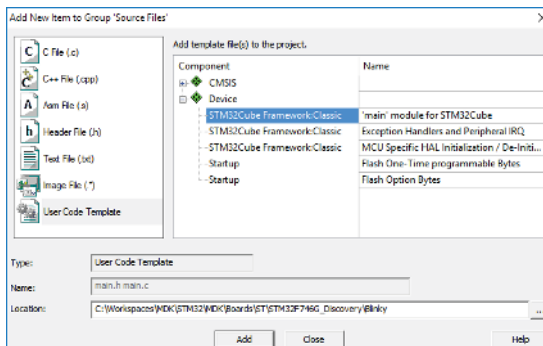 Add New Item to Group 'Source Files'
C File (.c)
C++ File (.cpp)
Asm File (.s)
Header File (.h)
Text File (.txt)
Image File (.*)
User Code Template
Add template file(s) to the project.
Component Name
CMSIS
Device
STM32Cube Framework:Classic 'main' module for STM32Cube
STM32Cube Framework:Classic Exception Handlers and Peripheral IRQ
STM32Cube Framework:Classic MCU Specific HAL Initialization / De-Initi...
Startup Flash One-Time programmable Bytes
Startup Flash Option Bytes
Type: User Code Template
Name: main.h main.c
Location: C:\Workspaces\MDK\STM32\MDK\Boards\ST\STM32F746G_Discovery\Blinky ...
Add Close Help